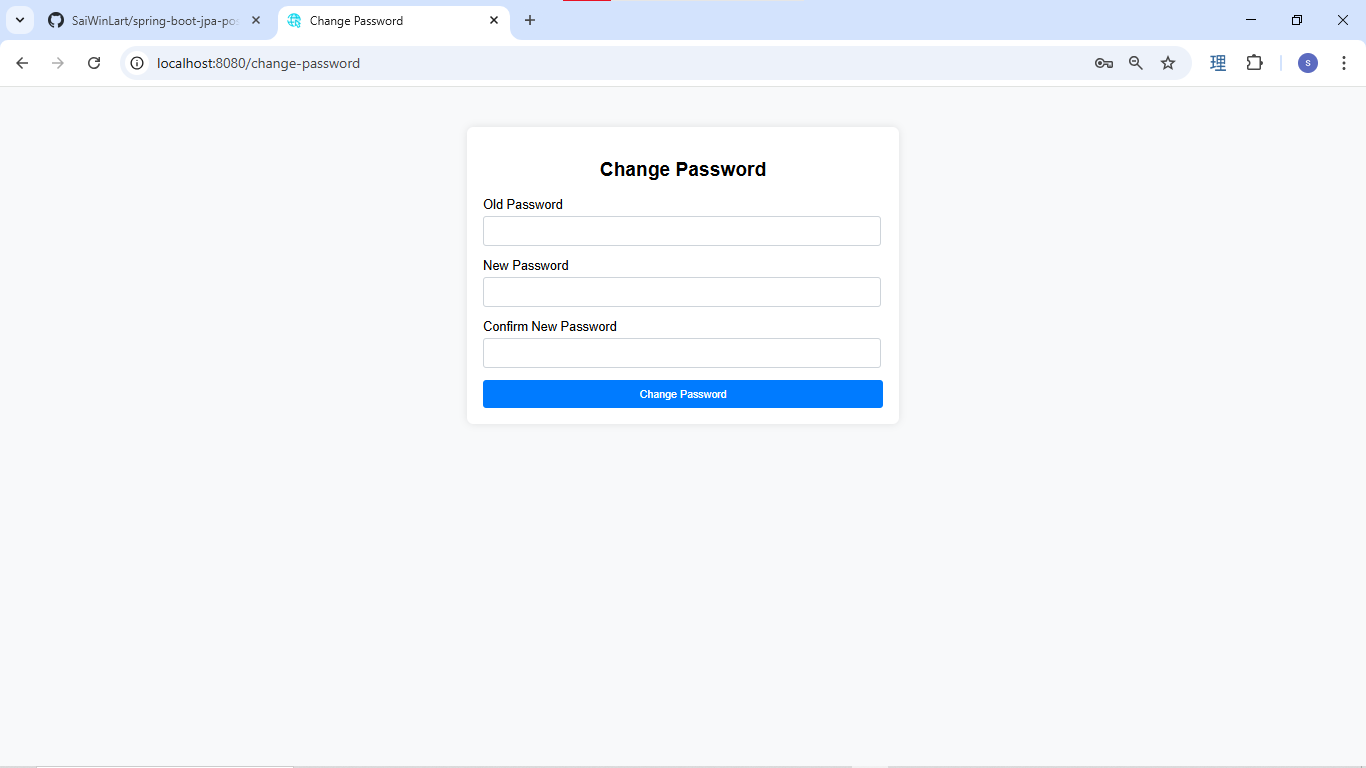 SaiWinLart/spring-boot-jpa-pos
Change Password
localhost:8080/change-password
理
s
Change Password
Old Password
New Password
Confirm New Password
Change Password